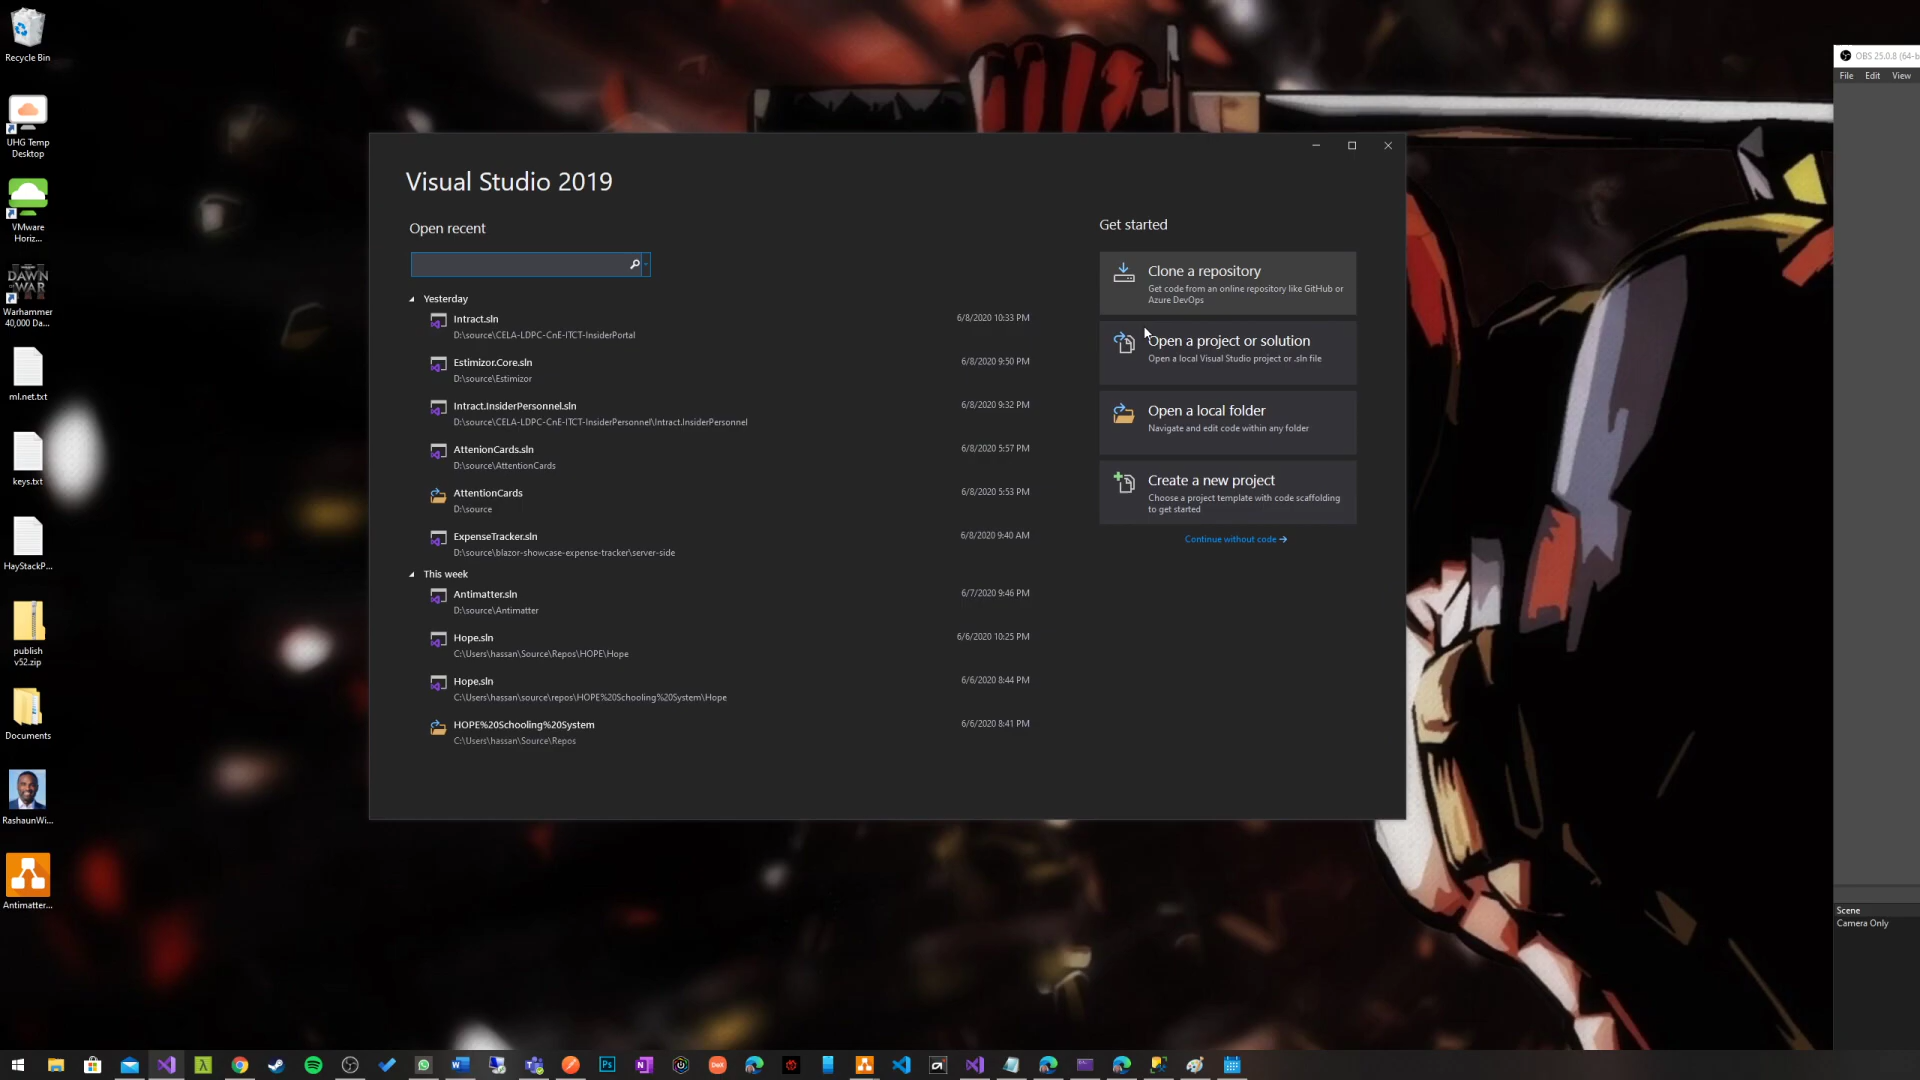 Recycle Bin
UHG Temp
Desktop
VMware
Horiz...
DAWN
OF WAR
Warhammer
40,000 Da...
ml.net.txt
keys.txt
HayStackP...
publish
v52.zip
Documents
RashaunWi...
Antimatter...
Visual Studio 2019
Open recent
Yesterday
Intract.sln
6/8/2020 10:33 PM
D:\source\CELA-LDPC-CnE-ITCT-InsiderPortal
Estimizor.Core.sln
6/8/2020 9:50 PM
D:\source\Estimizor
Intract.InsiderPersonnel.sln
6/8/2020 9:32 PM
D:\source\CELA-LDPC-CnE-ITCT-InsiderPersonnel\Intract.InsiderPersonnel
AttenionCards.sln
6/8/2020 5:57 PM
D:\source\AttentionCards
AttentionCards
6/8/2020 5:53 PM
D:\source
ExpenseTracker.sln
6/8/2020 9:40 AM
D:\source\blazor-showcase-expense-tracker\server-side
This week
Antimatter.sln
6/7/2020 9:46 PM
D:\source\Antimatter
Hope.sln
6/6/2020 10:25 PM
C:\Users\hassan\Source\Repos\HOPE\Hope
Hope.sln
6/6/2020 8:44 PM
C:\Users\hassan\source\repos\HOPE%20Schooling%20System\Hope
HOPE%20Schooling%20System
6/6/2020 8:41 PM
C:\Users\hassan\Source\Repos
Get started
Clone a repository
Get code from an online repository like GitHub or
Azure DevOps
Open a project or solution
Open a local Visual Studio project or .sln file
Open a local folder
Navigate and edit code within any folder
Create a new project
Choose a project template with code scaffolding
to get started
Continue without code →
OBS 25.0.8 (64-b
File Edit View
Scene
Camera Only